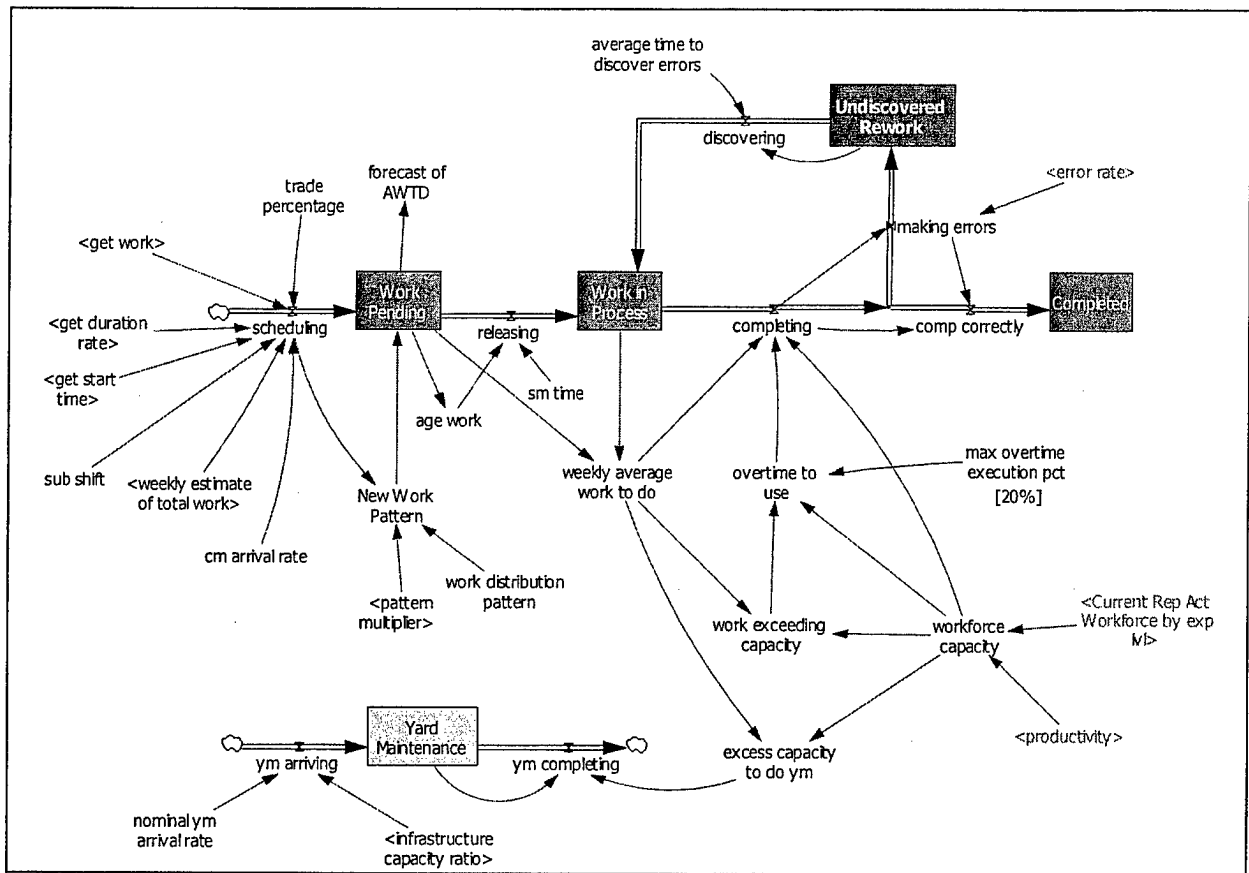 average time to
discover errors
Undiscovered
Rework
discovering
forecast of
AWTD
trade
percentage
<error rate>
making errors
<get work>
Work
Pending
Work in
Process
Completed
<get duration
rate>
scheduling
releasing
completing
comp correctly
<get start
time>
sm time
age work
sub shift
<weekly estimate
of total work>
New Work
Pattern
weekly average
work to do
overtime to
use
max overtime
execution pct
[20%]
cm arrival rate
work distribution
pattern
<pattern
multiplier>
work exceeding
capacity
workforce
capacity
<Current Rep Act
Workforce by exp
lvl>
Yard
Maintenance
<productivity>
ym arriving
ym completing
excess capacity
to do ym
nominal ym
arrival rate
<infrastructure
capacity ratio>